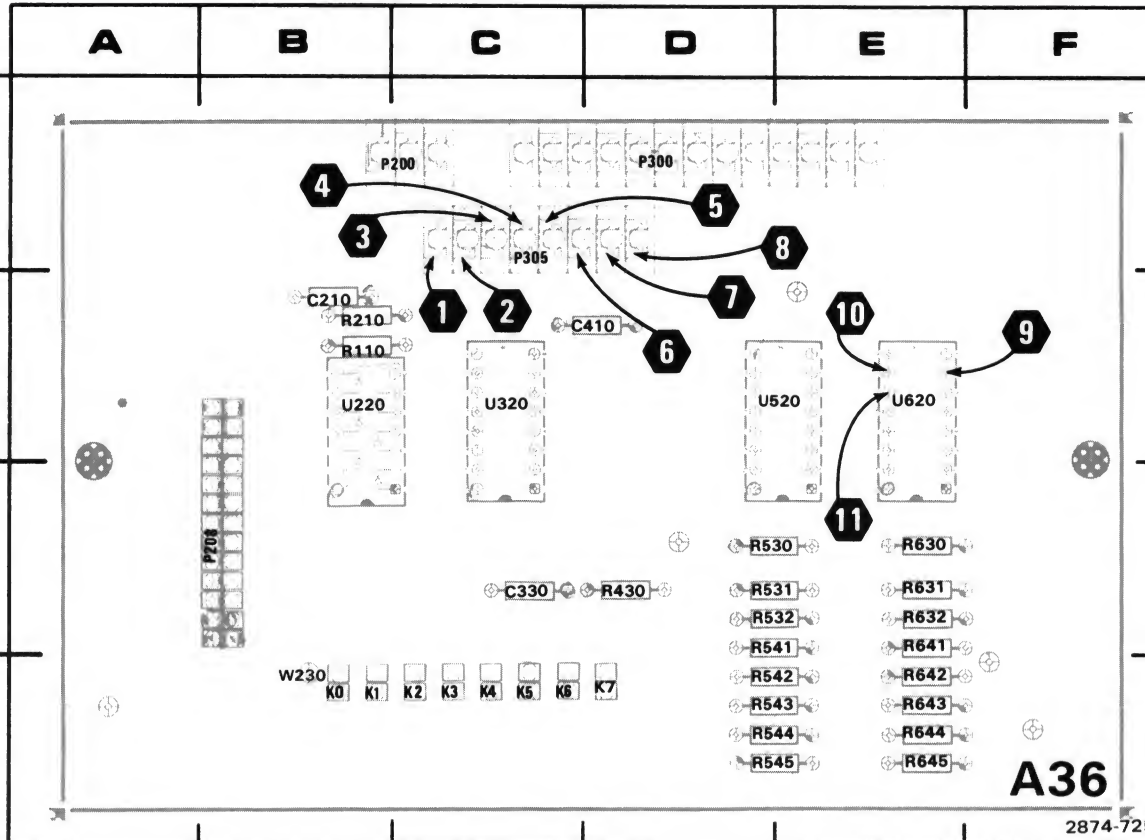 A B C D E F
P200 P300
4 5
3 8
P305
1 2 7
C210
R210 C410 10 9
R110 6
U220 U320 U520 U620
11
P208
R530 R630
C330 R430 R531 R631
R532 R632
R541 R641
W230 R542 R642
K0 K1 K2 K3 K4 K5 K6 K7
R543 R643
R544 R644
R545 R645
A36
2874-72